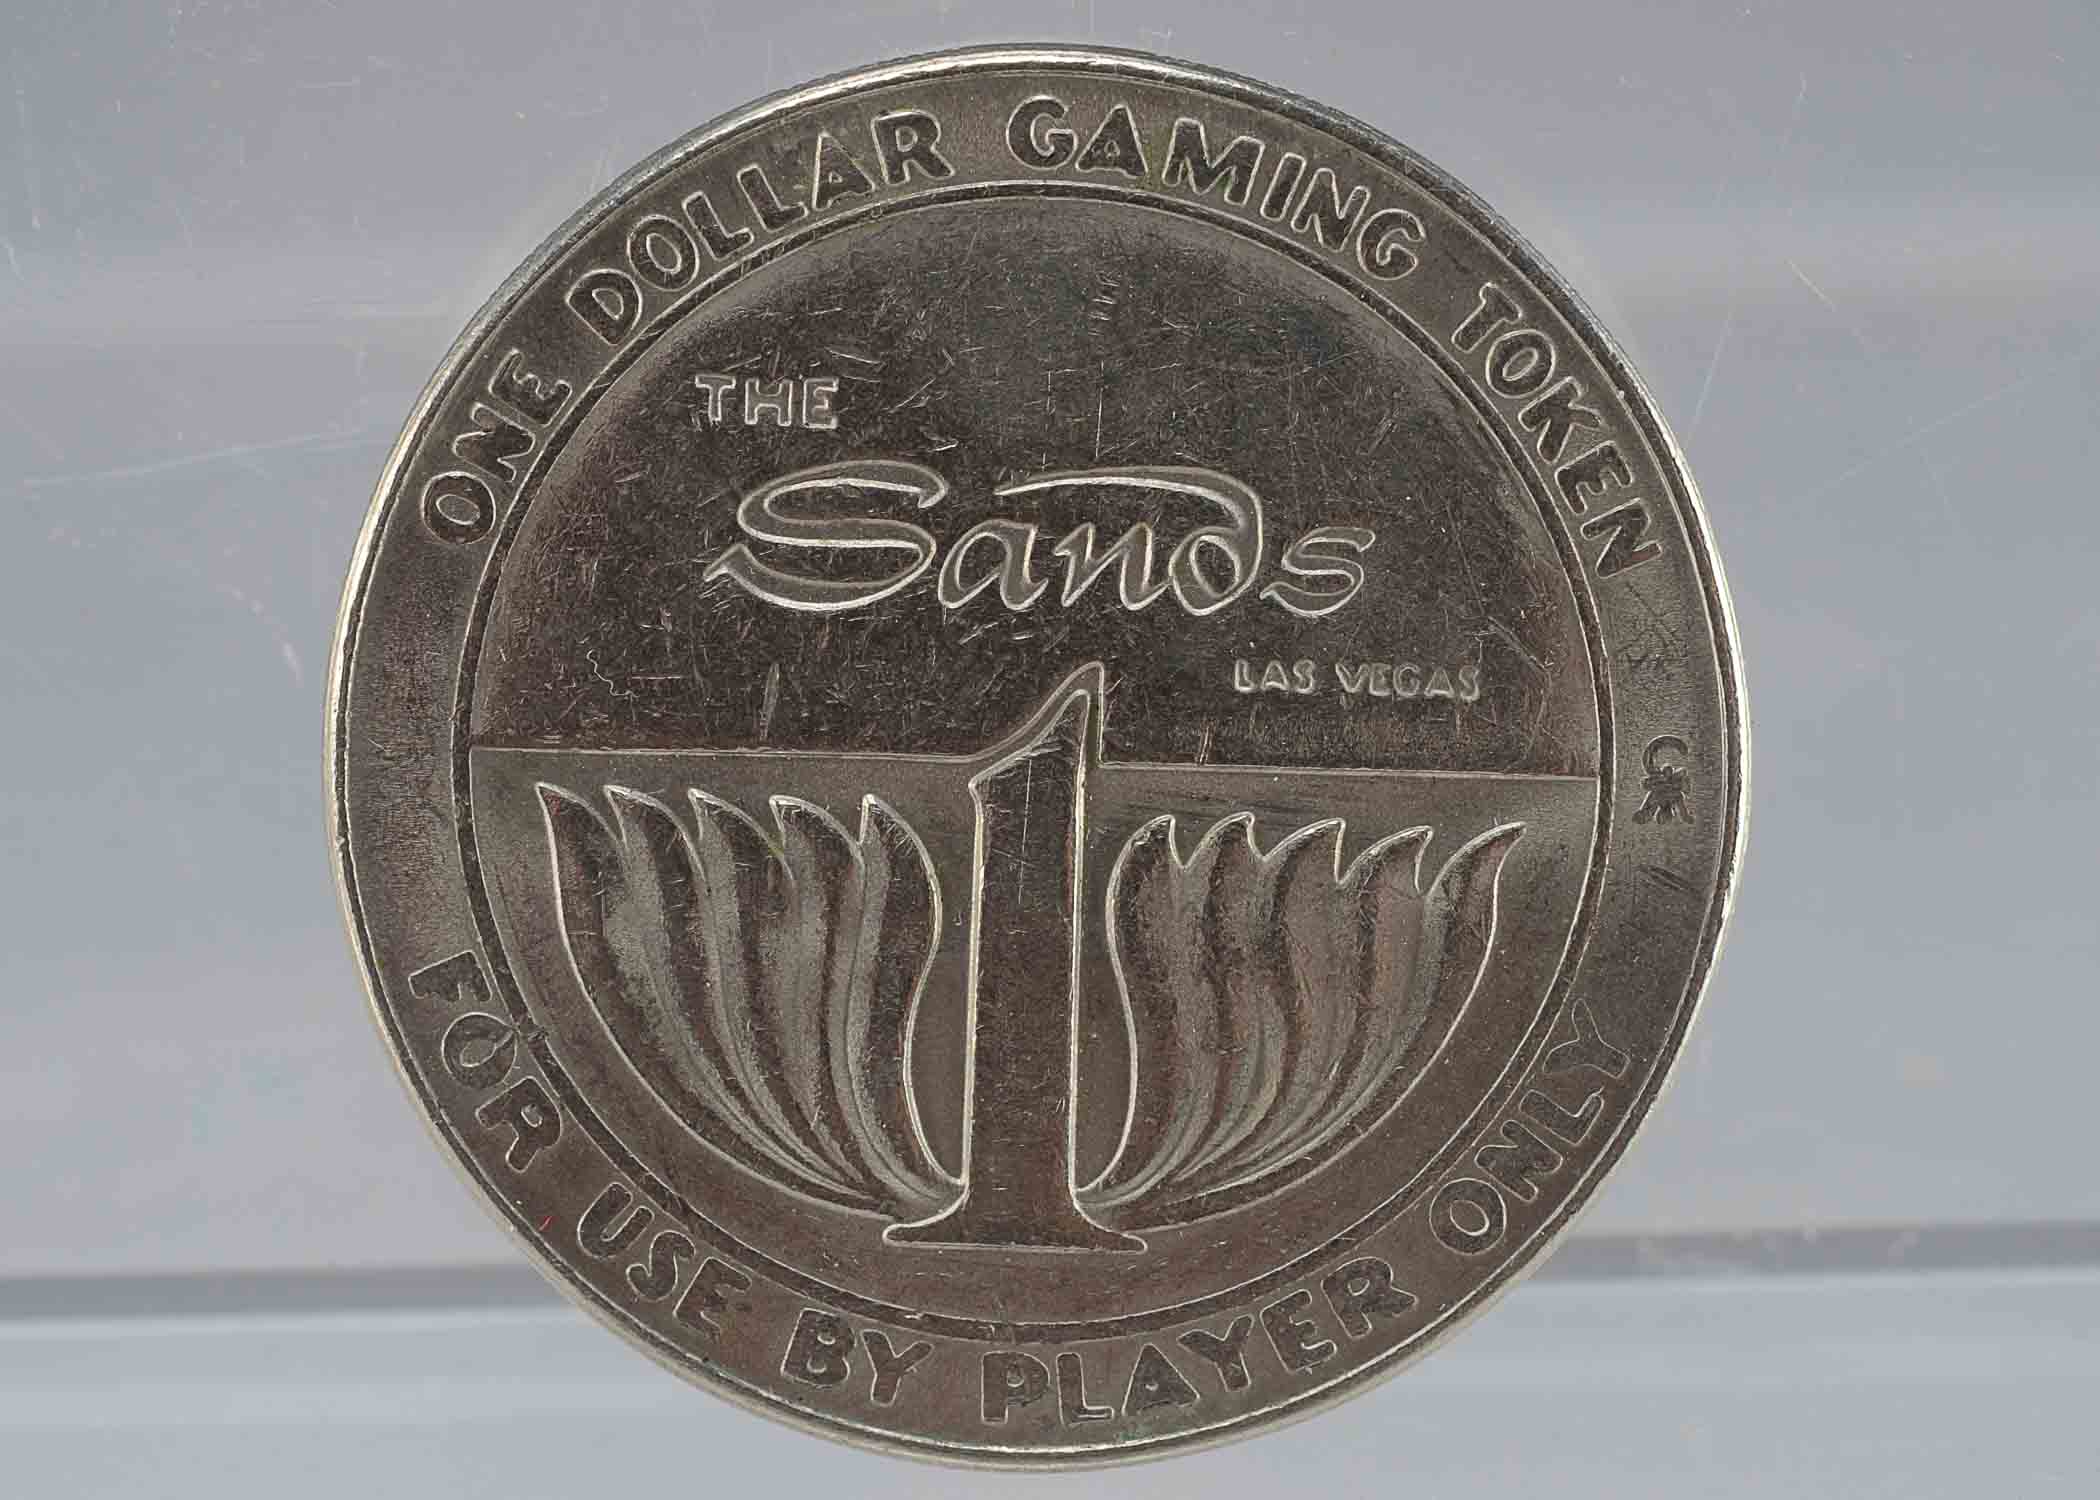 ONE DOLLAR GAMING TOKEN
THE
Sands
LAS VEGAS
1
FOR USE BY PLAYER ONLY